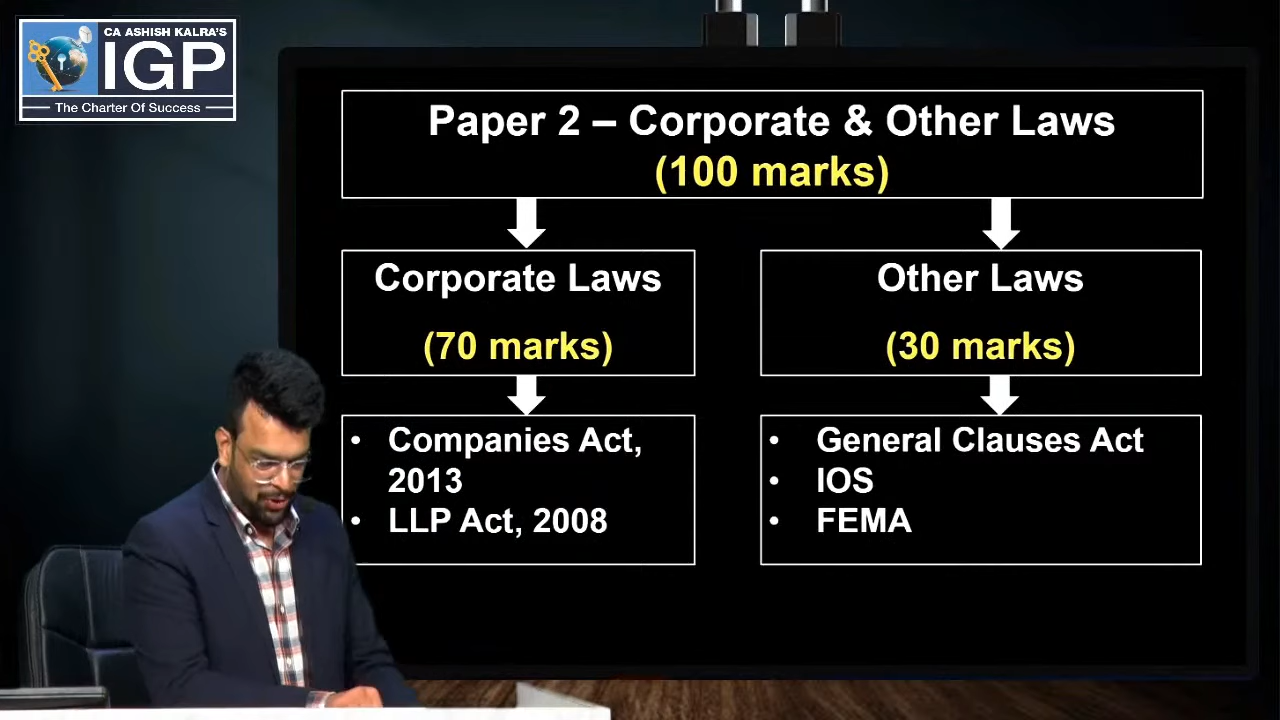 CA ASHISH KALRA'S
IGP
The Charter Of Success
Paper 2 – Corporate & Other Laws
(100 marks)
Corporate Laws
(70 marks)
Other Laws
(30 marks)
• Companies Act,
2013
• LLP Act, 2008
• General Clauses Act
• IOS
• FEMA